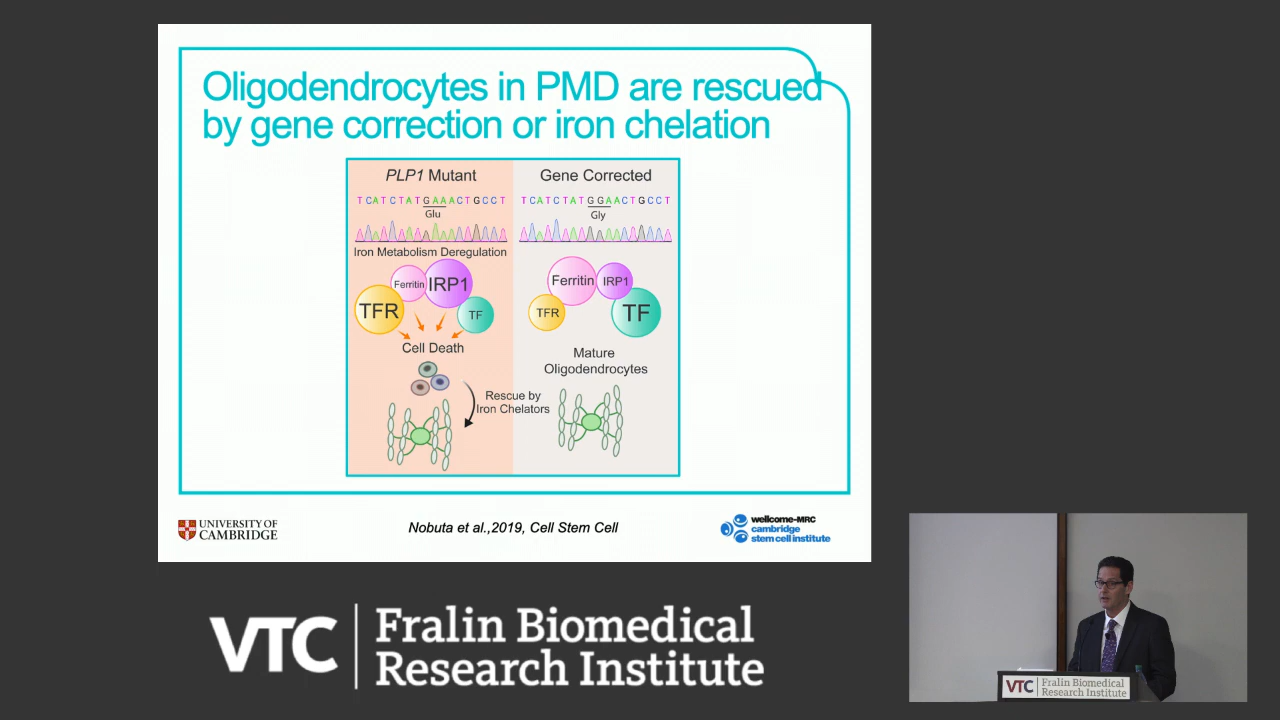 Oligodendrocytes in PMD are rescued
by gene correction or iron chelation
PLP1 Mutant
TCATCTATGAAACTGCCT
Glu
Iron Metabolism Deregulation
Ferritin
IRP1
TFR
TF
Cell Death
Rescue by
Iron Chelators
Gene Corrected
TCATCTATGGAACTGCCT
Gly
Ferritin
IRP1
TFR
TF
Mature
Oligodendrocytes
UNIVERSITY OF
CAMBRIDGE
Nobuta et al.,2019, Cell Stem Cell
wellcome-MRC
cambridge
stem cell institute
VTC
Fralin Biomedical
Research Institute
VTC
Fralin Biomedical
Research Institute